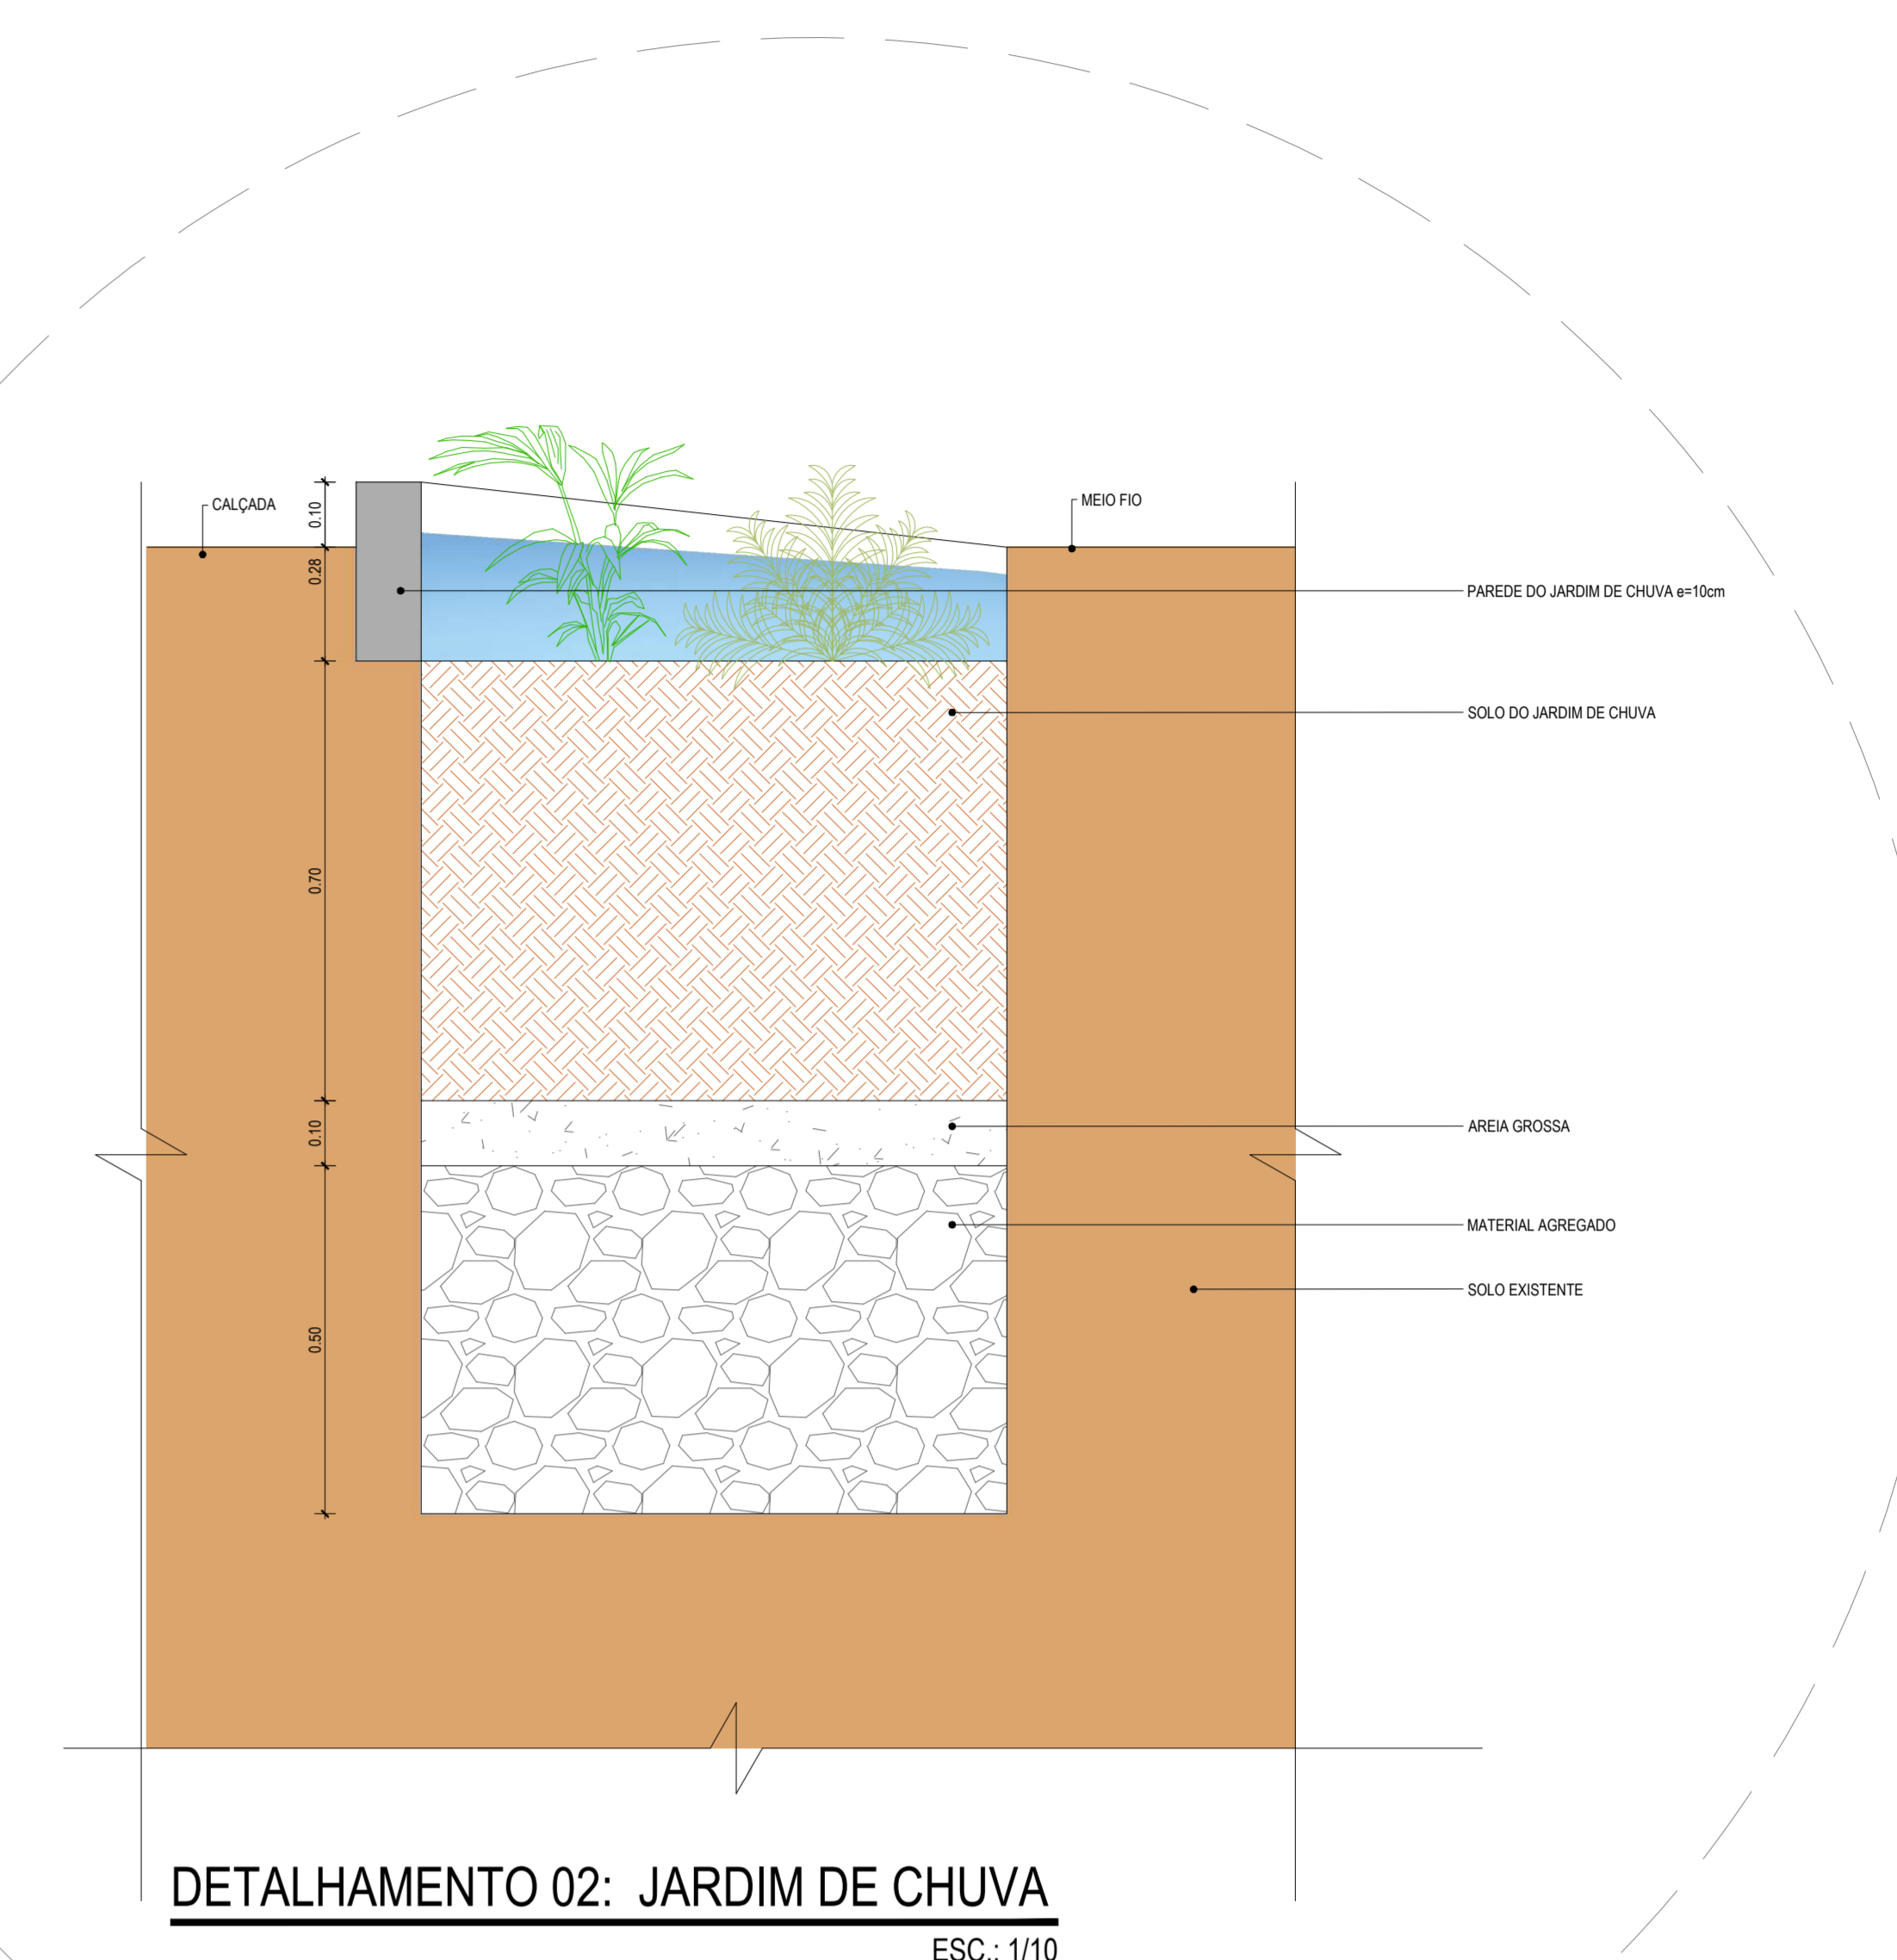 CALÇADA
MEIO FIO
0.10
0.28
PAREDE DO JARDIM DE CHUVA e=10cm
SOLO DO JARDIM DE CHUVA
0.70
0.10
AREIA GROSSA
MATERIAL AGREGADO
SOLO EXISTENTE
0.50
DETALHAMENTO 02: JARDIM DE CHUVA
ESC.: 1/10